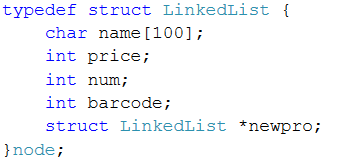 typedef struct LinkedList {
    char name[100];
    int price;
    int num;
    int barcode;
    struct LinkedList *newpro;
}node;